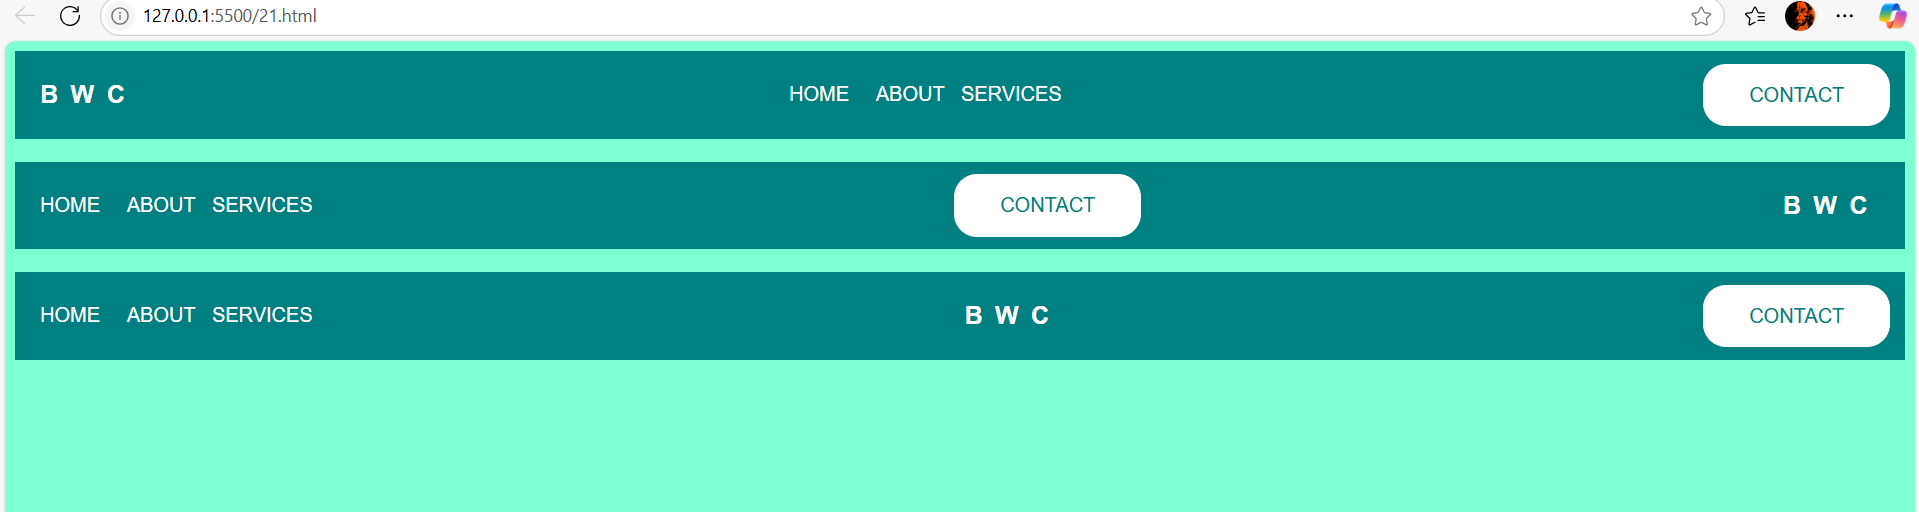 127.0.0.1:5500/21.html
B W C HOME ABOUT SERVICES CONTACT
HOME ABOUT SERVICES CONTACT B W C
HOME ABOUT SERVICES B W C CONTACT